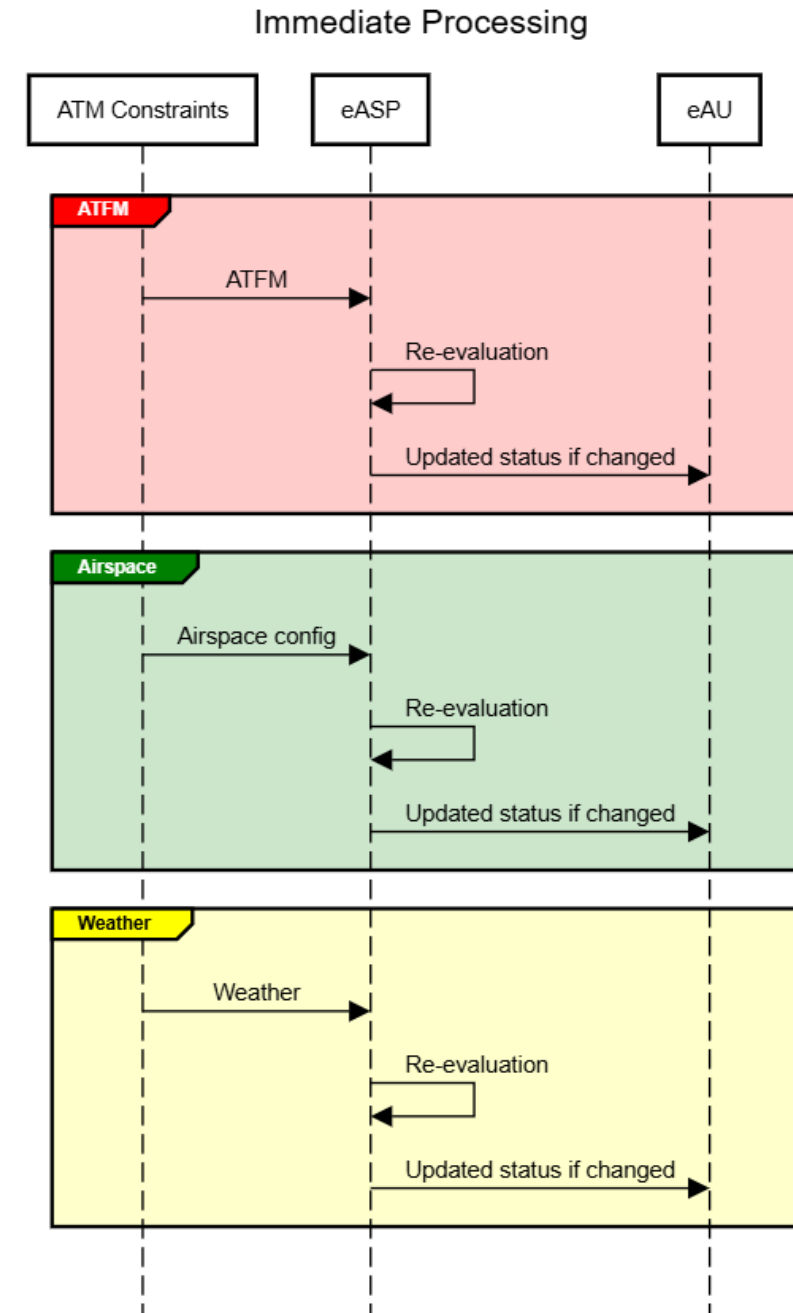 Immediate Processing
ATM Constraints
eASP
eAU
ATFM
ATFM
Re-evaluation
Updated status if changed
Airspace
Airspace config
Re-evaluation
Updated status if changed
Weather
Weather
Re-evaluation
Updated status if changed